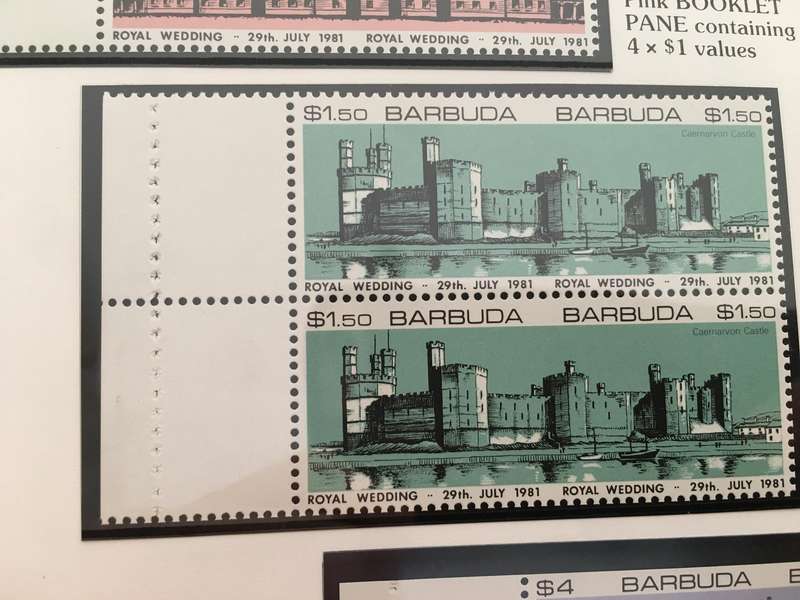 ROYAL WEDDING ·· 29th. JULY 1981 ROYAL WEDDING ·· 29th. JULY 1981
Pink BOOKLET
PANE containing
4 × $1 values
$1.50 BARBUDA BARBUDA $1.50
Caernarvon Castle
ROYAL WEDDING ·· 29th. JULY 1981 ROYAL WEDDING ·· 29th. JULY 1981
$1.50 BARBUDA BARBUDA $1.50
Caernarvon Castle
ROYAL WEDDING ·· 29th. JULY 1981 ROYAL WEDDING ·· 29th. JULY 1981
$4 BARBUDA